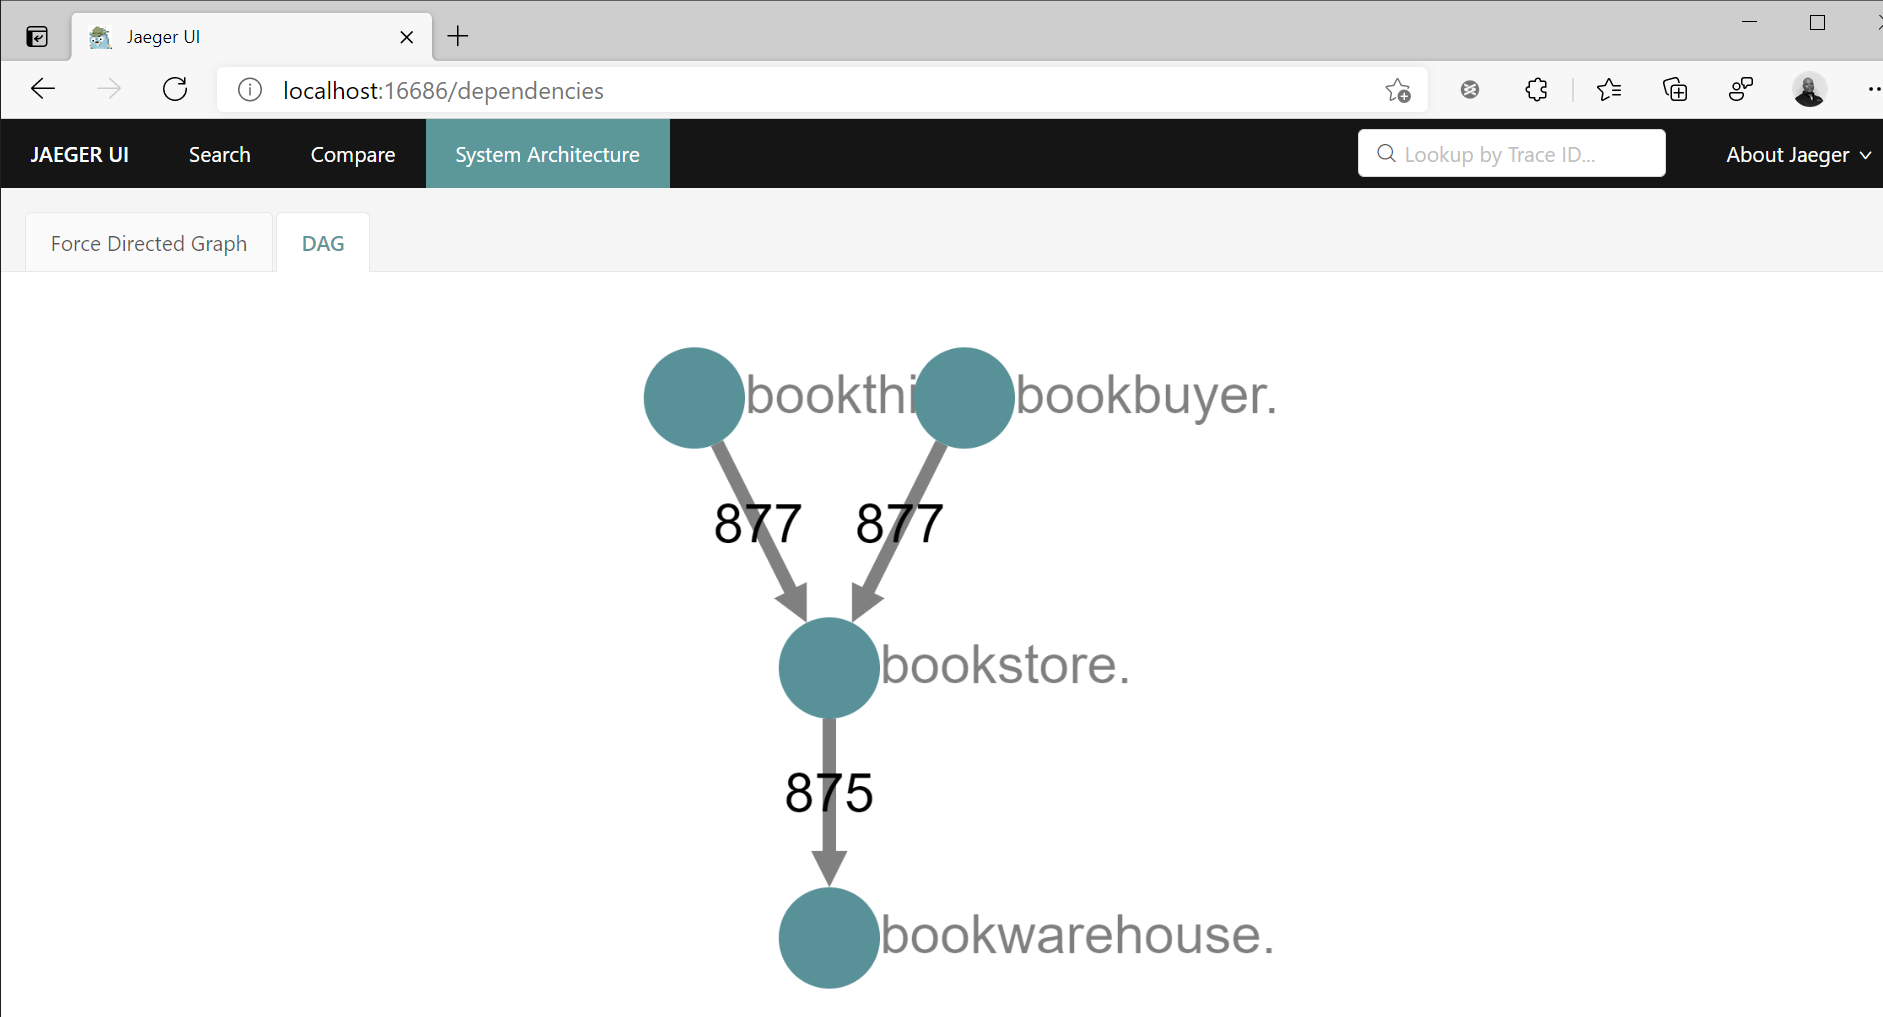 Jaeger UI
localhost:16686/dependencies
JAEGER UI Search Compare System Architecture Lookup by Trace ID... About Jaeger
Force Directed Graph DAG
bookbuyer.
877 877
bookstore.
875
bookwarehouse.